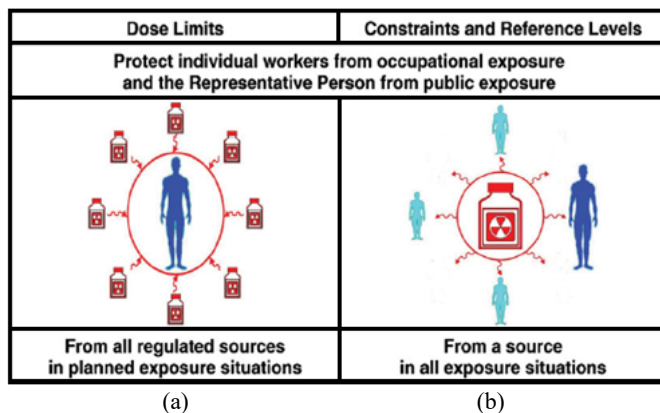 Dose Limits
Constraints and Reference Levels
Protect individual workers from occupational exposure
and the Representative Person from public exposure
From all regulated sources
in planned exposure situations
From a source
in all exposure situations
(a)
(b)